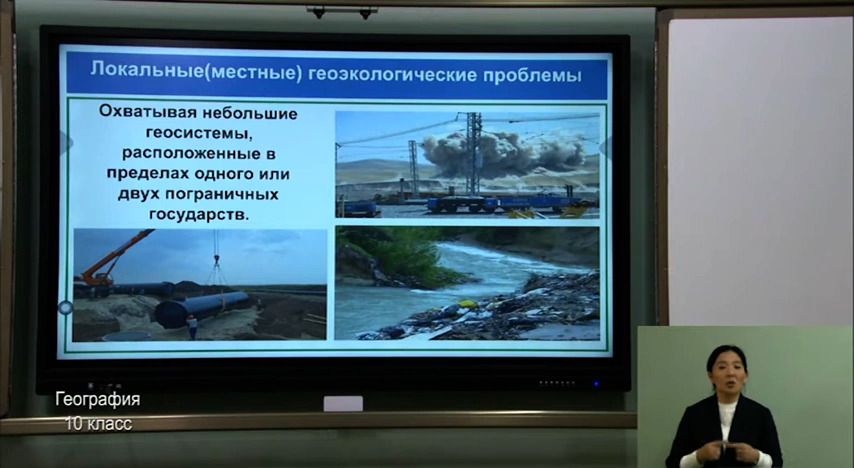 Локальные(местные) геоэкологические проблемы
Охватывая небольшие
геосистемы,
расположенные в
пределах одного или
двух пограничных
государств.
География
10 класс